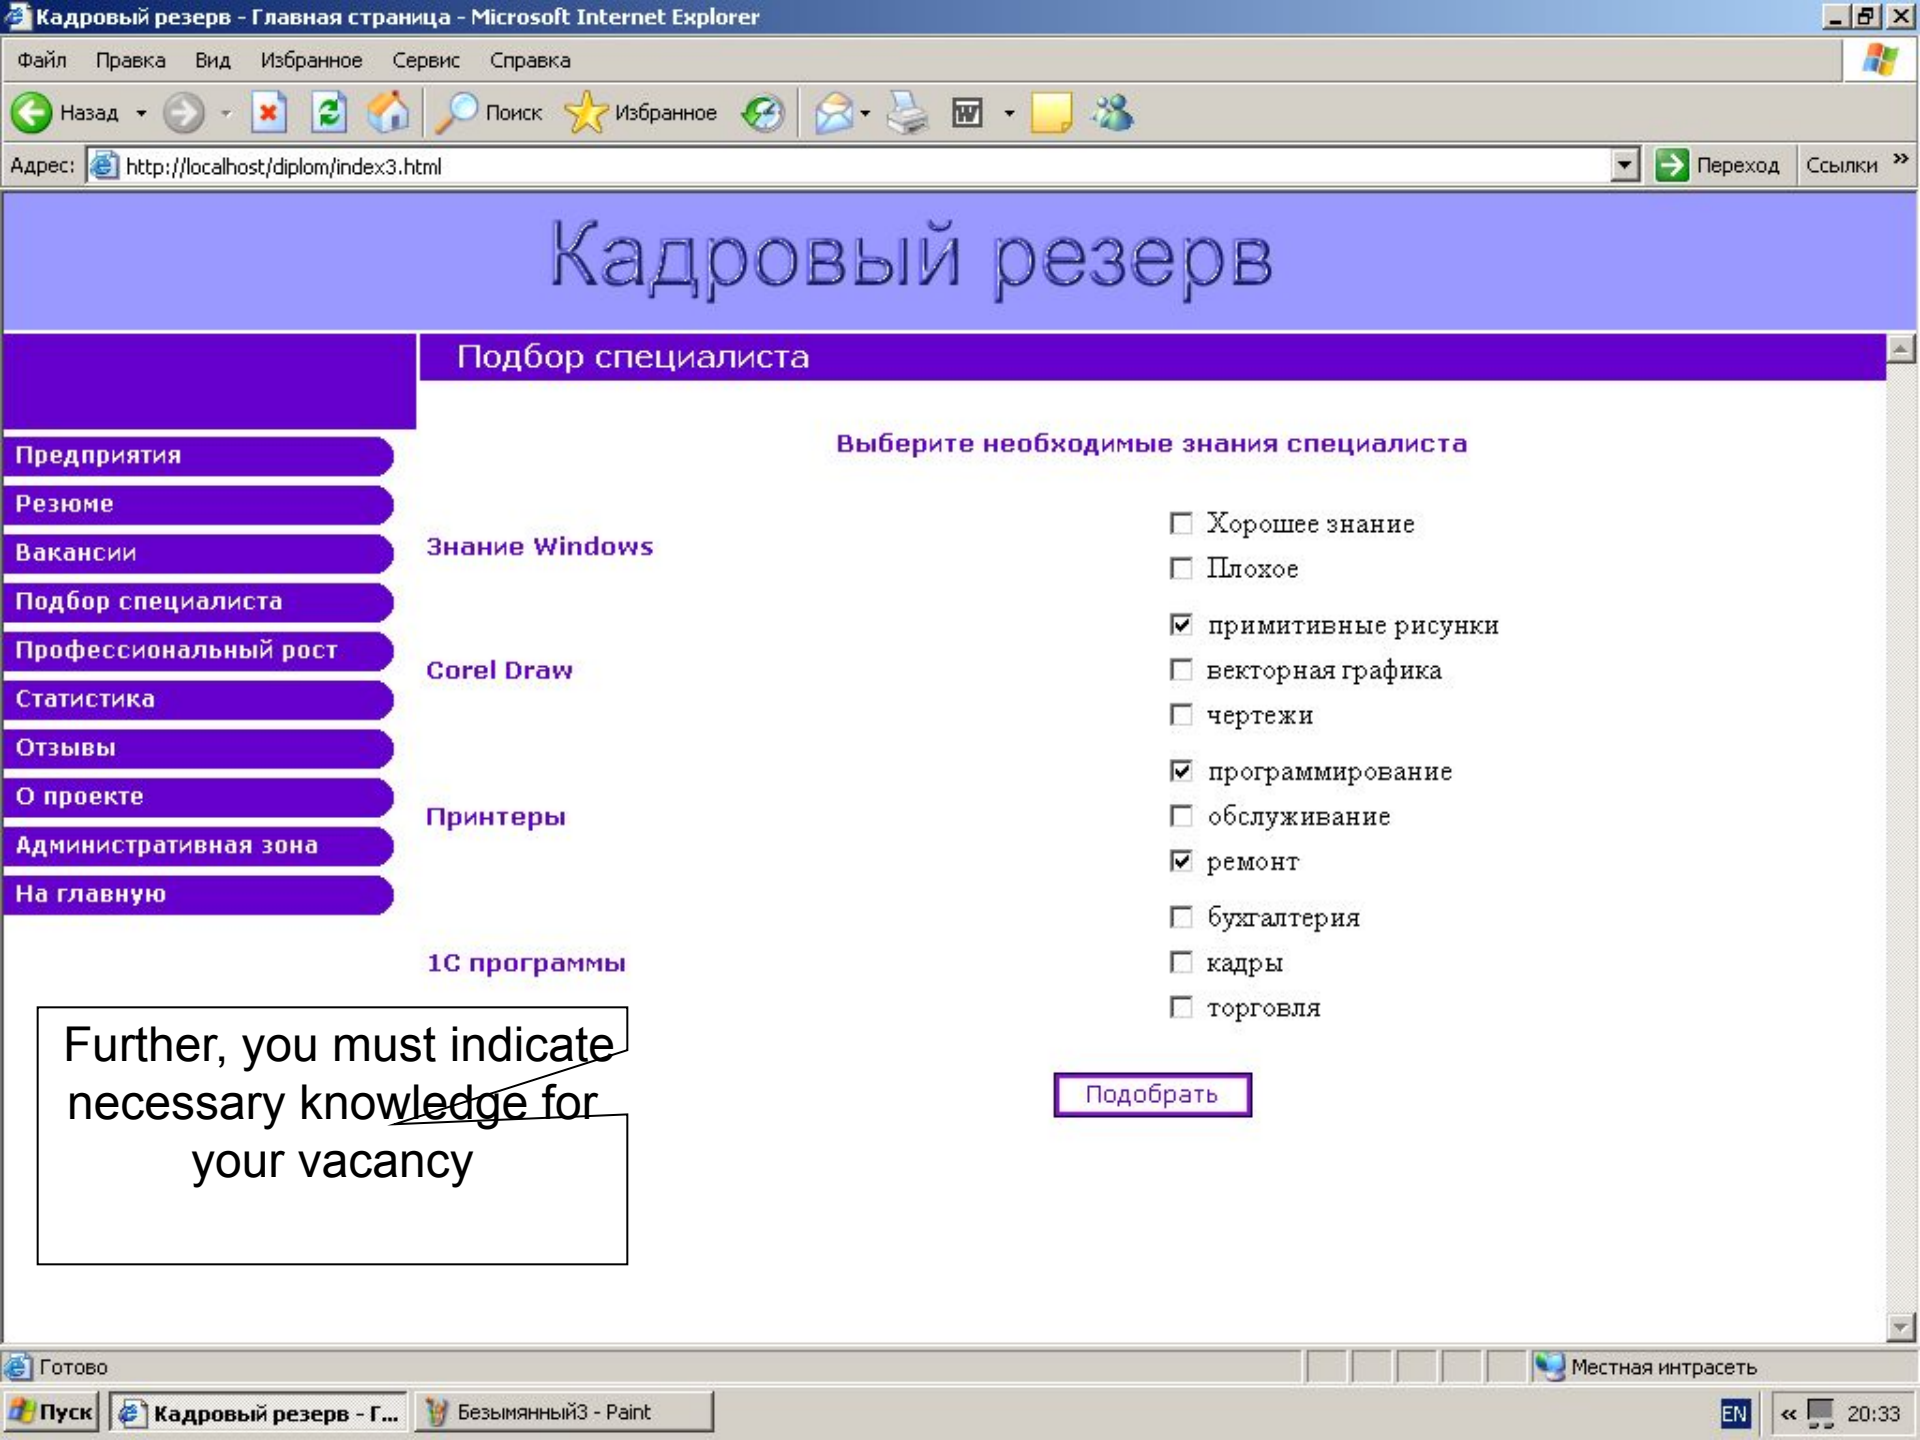 Кадровый резерв - Главная страница - Microsoft Internet Explorer
Файл Правка Вид Избранное Сервис Справка
Назад Поиск Избранное
Адрес: http://localhost/diplom/index3.html Переход Ссылки »
Кадровый резерв
Подбор специалиста
Предприятия
Резюме
Вакансии
Подбор специалиста
Профессиональный рост
Статистика
Отзывы
О проекте
Административная зона
На главную
Выберите необходимые знания специалиста
Знание Windows
Хорошее знание
Плохое
Corel Draw
примитивные рисунки
векторная графика
чертежи
Принтеры
программирование
обслуживание
ремонт
1С программы
бухгалтерия
кадры
торговля
Подобрать
Further, you must indicate
necessary knowledge for
your vacancy
Готово Местная интрасеть
Пуск Кадровый резерв - Г... Безымянный3 - Paint EN « 20:33